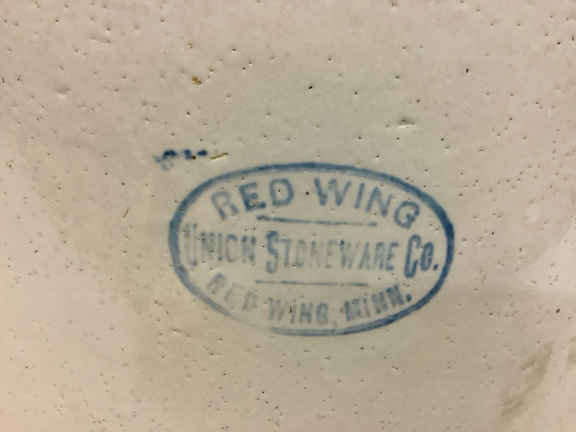 RED WING
UNION STONEWARE CO.
RED WING, MINN.